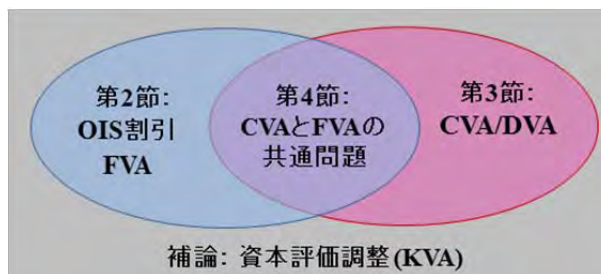 第2節:
OIS割引
FVA
第4節:
CVAとFVAの
共通問題
第3節:
CVA/DVA
補論: 資本評価調整(KVA)